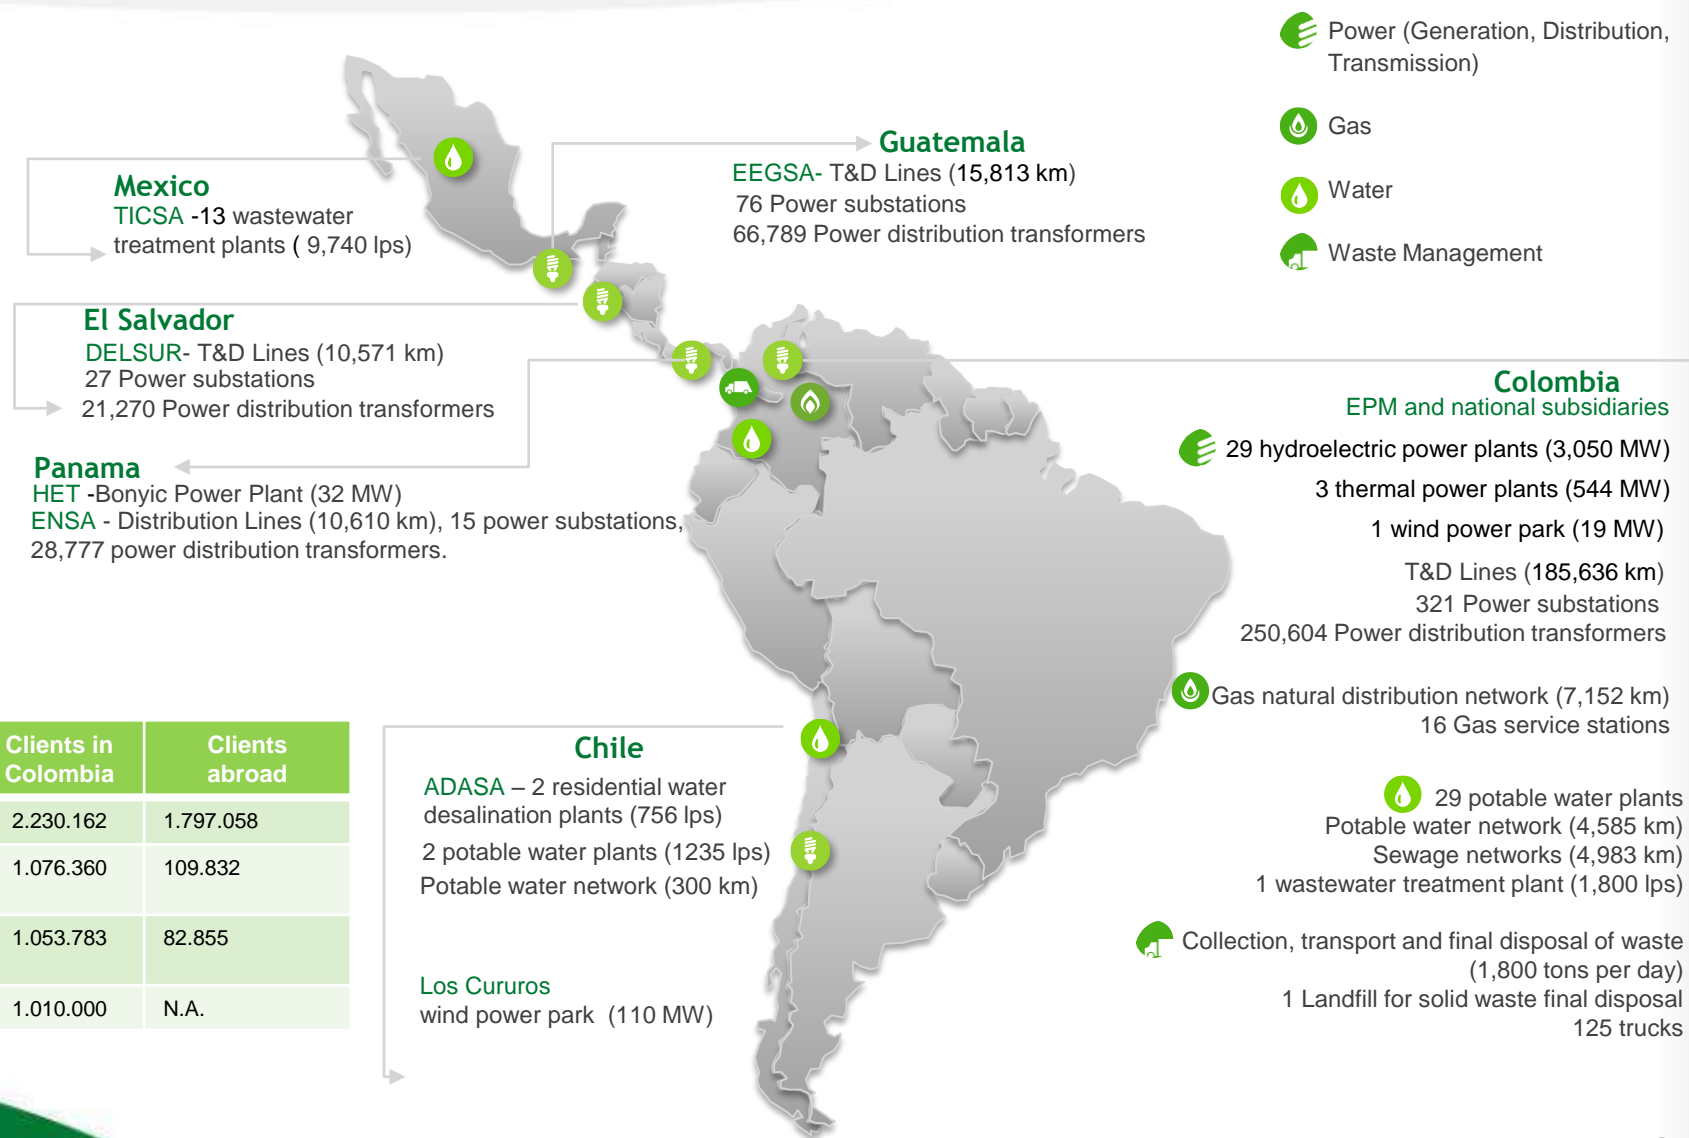 Power (Generation, Distribution,
Transmission)
Gas
Water
Waste Management
Mexico
TICSA -13 wastewater
treatment plants ( 9,740 lps)
Guatemala
EEGSA- T&D Lines (15,813 km)
76 Power substations
66,789 Power distribution transformers
El Salvador
DELSUR- T&D Lines (10,571 km)
27 Power substations
21,270 Power distribution transformers
Panama
HET -Bonyic Power Plant (32 MW)
ENSA - Distribution Lines (10,610 km), 15 power substations,
28,777 power distribution transformers.
Colombia
EPM and national subsidiaries
29 hydroelectric power plants (3,050 MW)
3 thermal power plants (544 MW)
1 wind power park (19 MW)
T&D Lines (185,636 km)
321 Power substations
250,604 Power distribution transformers
Gas natural distribution network (7,152 km)
16 Gas service stations
29 potable water plants
Potable water network (4,585 km)
Sewage networks (4,983 km)
1 wastewater treatment plant (1,800 lps)
Collection, transport and final disposal of waste
(1,800 tons per day)
1 Landfill for solid waste final disposal
125 trucks
Chile
ADASA – 2 residential water
desalination plants (756 lps)
2 potable water plants (1235 lps)
Potable water network (300 km)
Los Cururos
wind power park (110 MW)
Clients in Colombia Clients abroad
2.230.162 1.797.058
1.076.360 109.832
1.053.783 82.855
1.010.000 N.A.